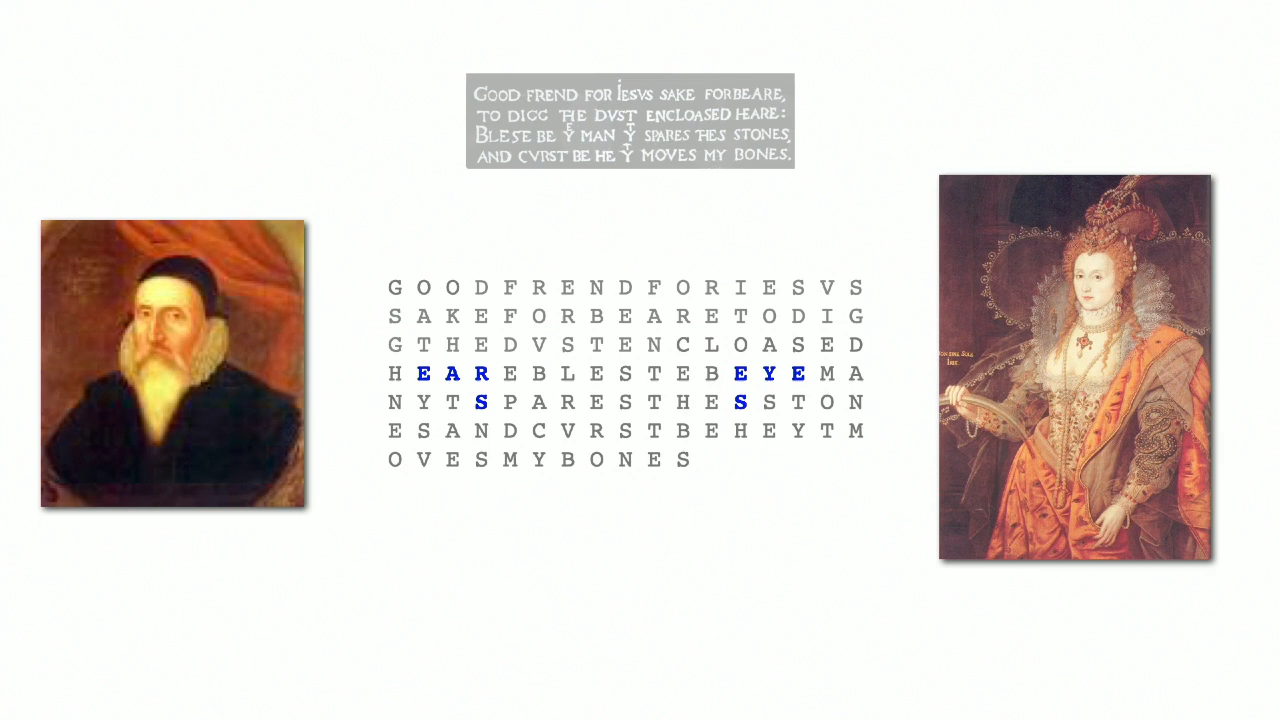 GOOD FREND FOR IESVS SAKE FORBEARE,
TO DIGG THE DVST ENCLOASED HEARE:
BLESE BE Y^E MAN Y^T SPARES THES STONES,
AND CVRST BE HE Y^T MOVES MY BONES.
G O O D F R E N D F O R I E S V S
S A K E F O R B E A R E T O D I G
G T H E D V S T E N C L O A S E D
H E A R E B L E S T E B E Y E M A
N Y T S P A R E S T H E S S T O N
E S A N D C V R S T B E H E Y T M
O V E S M Y B O N E S